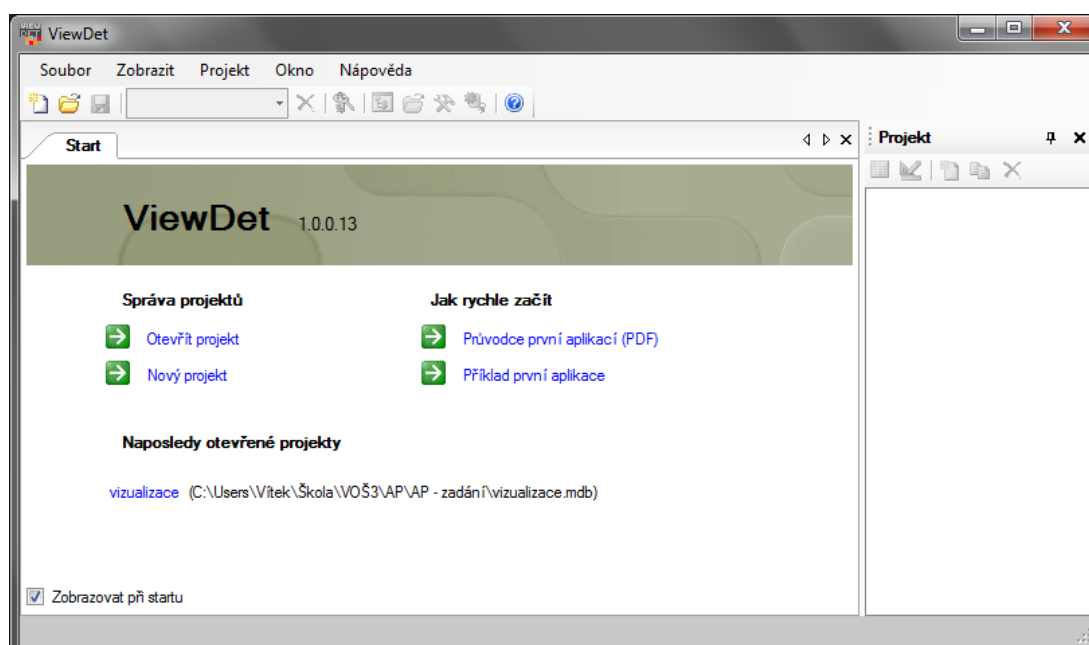 ViewDet
Soubor Zobrazit Projekt Okno Nápověda
Start
Projekt
ViewDet 1.0.0.13
Správa projektů
Jak rychle začít
Otevřít projekt
Průvodce první aplikací (PDF)
Nový projekt
Příklad první aplikace
Naposledy otevřené projekty
vizualizace (C:\Users\Vítek\Škola\VOŠ3\AP\AP - zadání\vizualizace.mdb)
Zobrazovat při startu